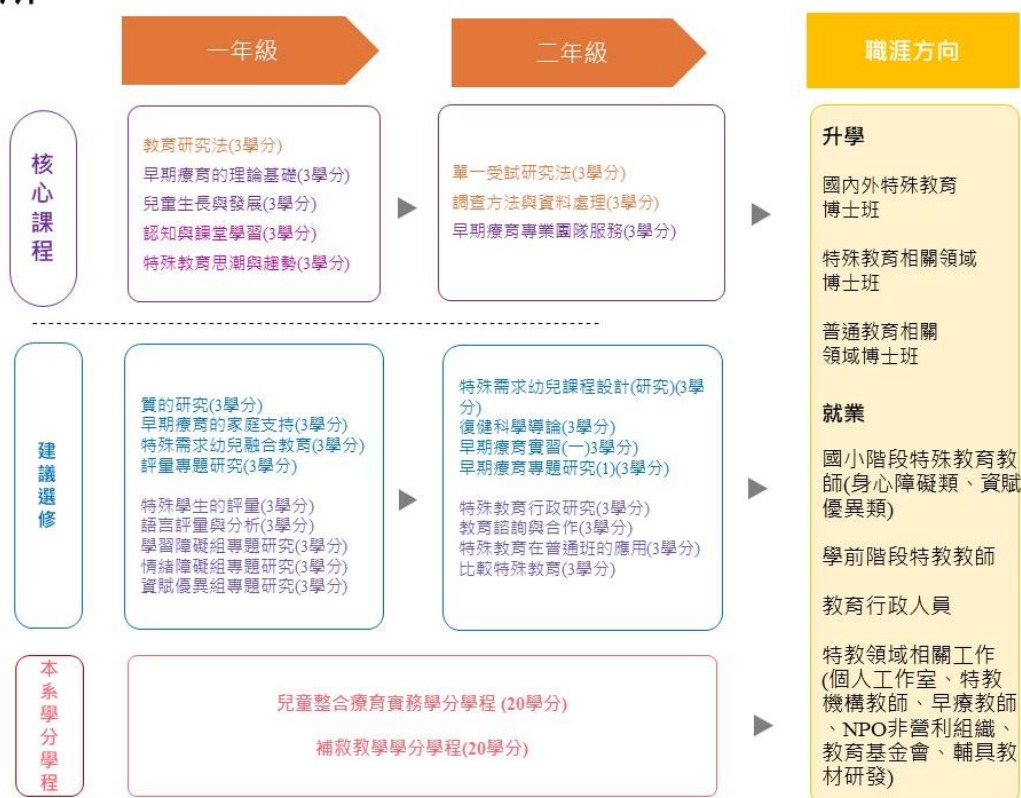 一年級
二年級
職涯方向
核心課程
教育研究法(3學分)
早期療育的理論基礎(3學分)
兒童生長與發展(3學分)
認知與課堂學習(3學分)
特殊教育思潮與趨勢(3學分)
單一受試研究法(3學分)
調查方法與資料處理(3學分)
早期療育專業團隊服務(3學分)
建議選修
質的研究(3學分)
早期療育的家庭支持(3學分)
特殊需求幼兒融合教育(3學分)
評量專題研究(3學分)
特殊學生的評量(3學分)
語言評量與分析(3學分)
學習障礙組專題研究(3學分)
情緒障礙組專題研究(3學分)
資賦優異組專題研究(3學分)
特殊需求幼兒課程設計(研究)(3學
分)
復健科學導論(3學分)
早期療育實習(一)3學分)
早期療育專題研究(1)(3學分)
特殊教育行政研究(3學分)
教育諮詢與合作(3學分)
特殊教育在普通班的應用(3學分)
比較特殊教育(3學分)
本系學分學程
兒童整合療育實務學分學程 (20學分)
補救教學學分學程(20學分)
升學
國內外特殊教育
博士班
特殊教育相關領域
博士班
普通教育相關
領域博士班
就業
國小階段特殊教育教
師(身心障礙類、資賦
優異類)
學前階段特教教師
教育行政人員
特教領域相關工作
(個人工作室、特教
機構教師、早療教師
、NPO非營利組織、
教育基金會、輔具教
材研發)